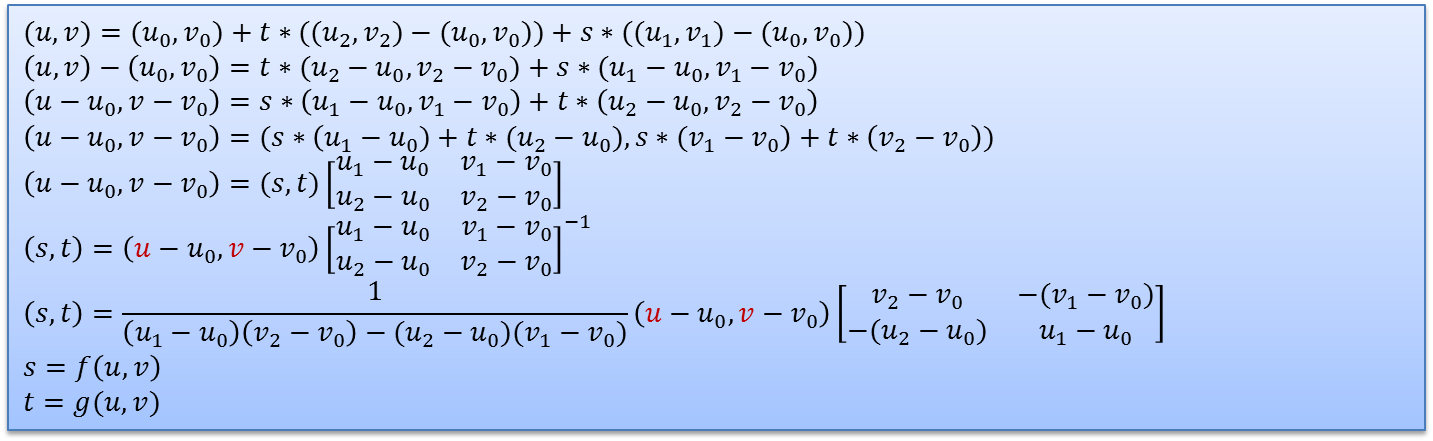 (u, v) = (u₀, v₀) + t ∗ ((u₂, v₂) − (u₀, v₀)) + s ∗ ((u₁, v₁) − (u₀, v₀))
(u, v) − (u₀, v₀) = t ∗ (u₂ − u₀, v₂ − v₀) + s ∗ (u₁ − u₀, v₁ − v₀)
(u − u₀, v − v₀) = s ∗ (u₁ − u₀, v₁ − v₀) + t ∗ (u₂ − u₀, v₂ − v₀)
(u − u₀, v − v₀) = (s ∗ (u₁ − u₀) + t ∗ (u₂ − u₀), s ∗ (v₁ − v₀) + t ∗ (v₂ − v₀))
(u − u₀, v − v₀) = (s, t) [u₁ − u₀ v₁ − v₀
u₂ − u₀ v₂ − v₀]
(s, t) = (u − u₀, v − v₀) [u₁ − u₀ v₁ − v₀
u₂ − u₀ v₂ − v₀]⁻¹
(s, t) = 1 / ((u₁ − u₀)(v₂ − v₀) − (u₂ − u₀)(v₁ − v₀)) (u − u₀, v − v₀) [v₂ − v₀ −(v₁ − v₀)
−(u₂ − u₀) u₁ − u₀]
s = f(u, v)
t = g(u, v)